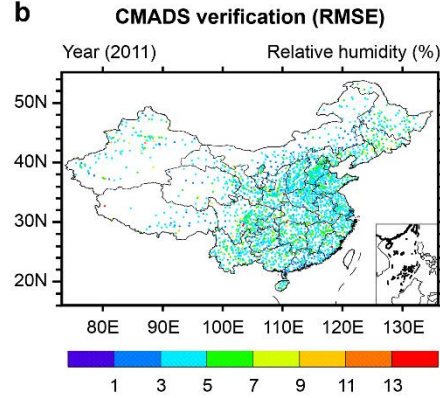 b CMADS verification (RMSE)
Year (2011) Relative humidity (%)
50N
40N
30N
20N
80E 90E 100E 110E 120E 130E
1 3 5 7 9 11 13